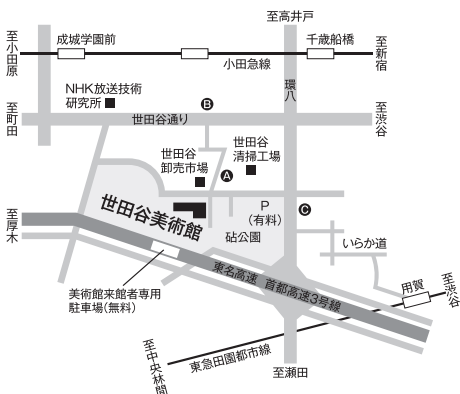 至高井戸
至小田原
成城学園前
千歳船橋
至新宿
小田急線
環八
NHK放送技術
研究所
至町田
B
世田谷通り
至渋谷
世田谷
卸売市場
世田谷
清掃工場
A
世田谷美術館
P
(有料)
C
砧公園
至厚木
いらか道
東名高速 首都高速3号線
用賀
至渋谷
美術館来館者専用
駐車場(無料)
至中央林間
東急田園都市線
至瀬田